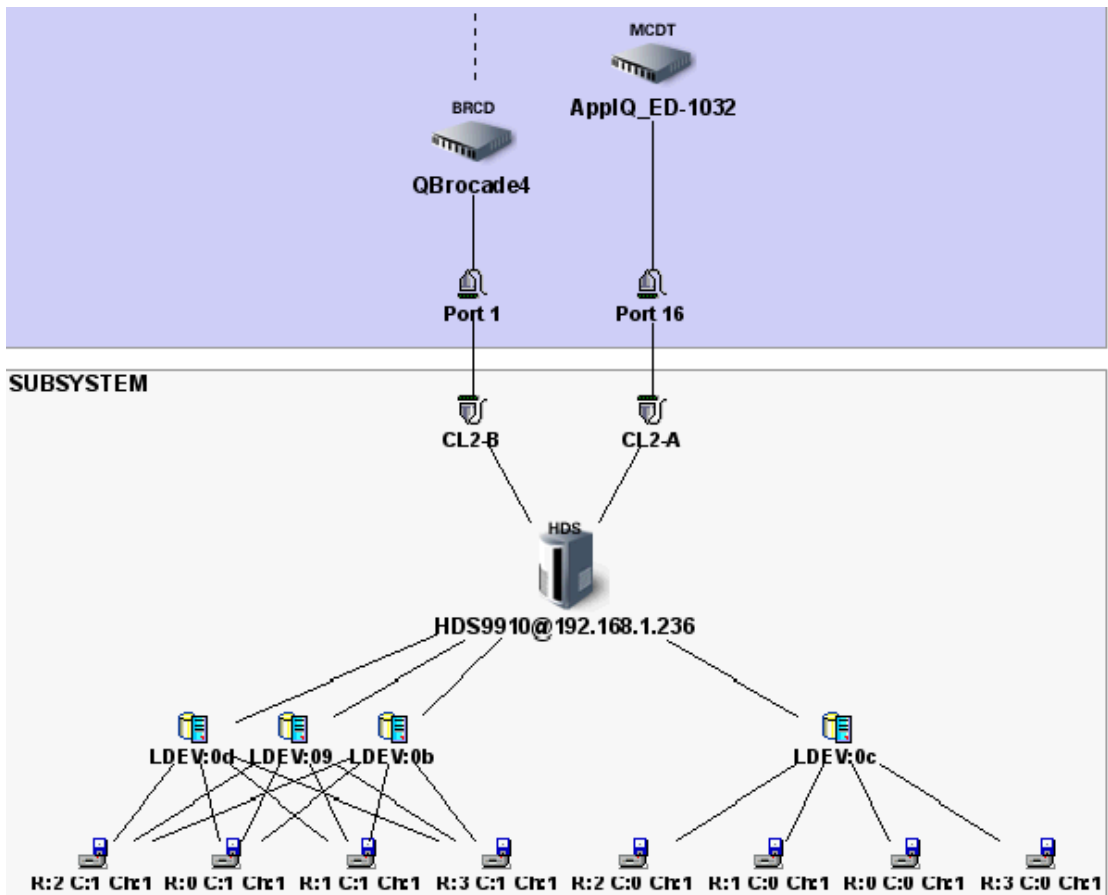 MCDT
AppIQ_ED-1032
BRCD
QBrocade4
Port 1
Port 16
SUBSYSTEM
CL2-B
CL2-A
HDS
HDS9910@192.168.1.236
LDEV:0d
LDEV:09
LDEV:0b
LDEV:0c
R:2 C:1 Ch:1
R:0 C:1 Ch:1
R:1 C:1 Ch:1
R:3 C:1 Ch:1
R:2 C:0 Ch:1
R:1 C:0 Ch:1
R:0 C:0 Ch:1
R:3 C:0 Ch:1